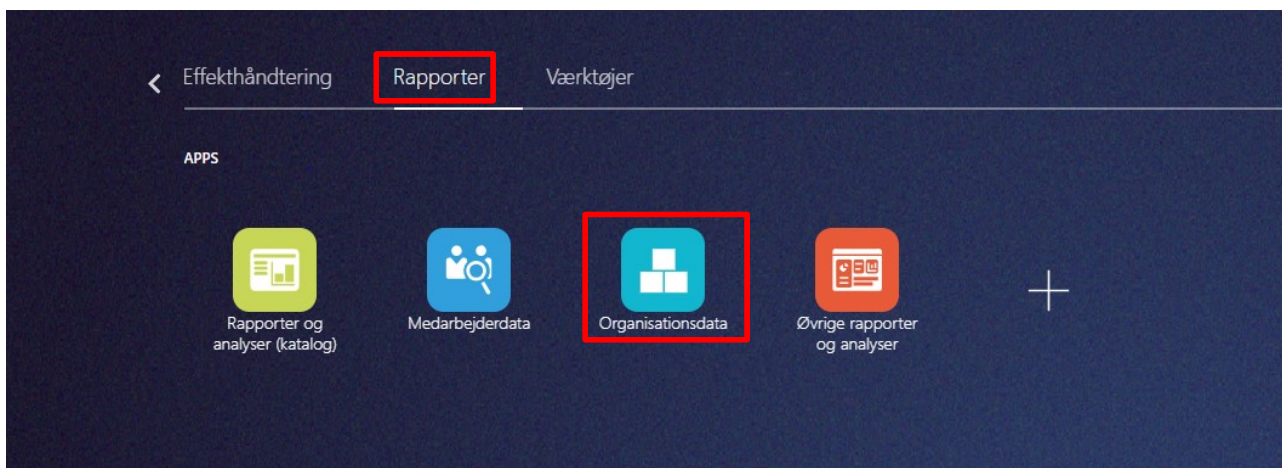 Effekthåndtering Rapporter Værktøjer
APPS
Rapporter og
analyser (katalog)
Medarbejderdata
Organisationsdata
Øvrige rapporter
og analyser